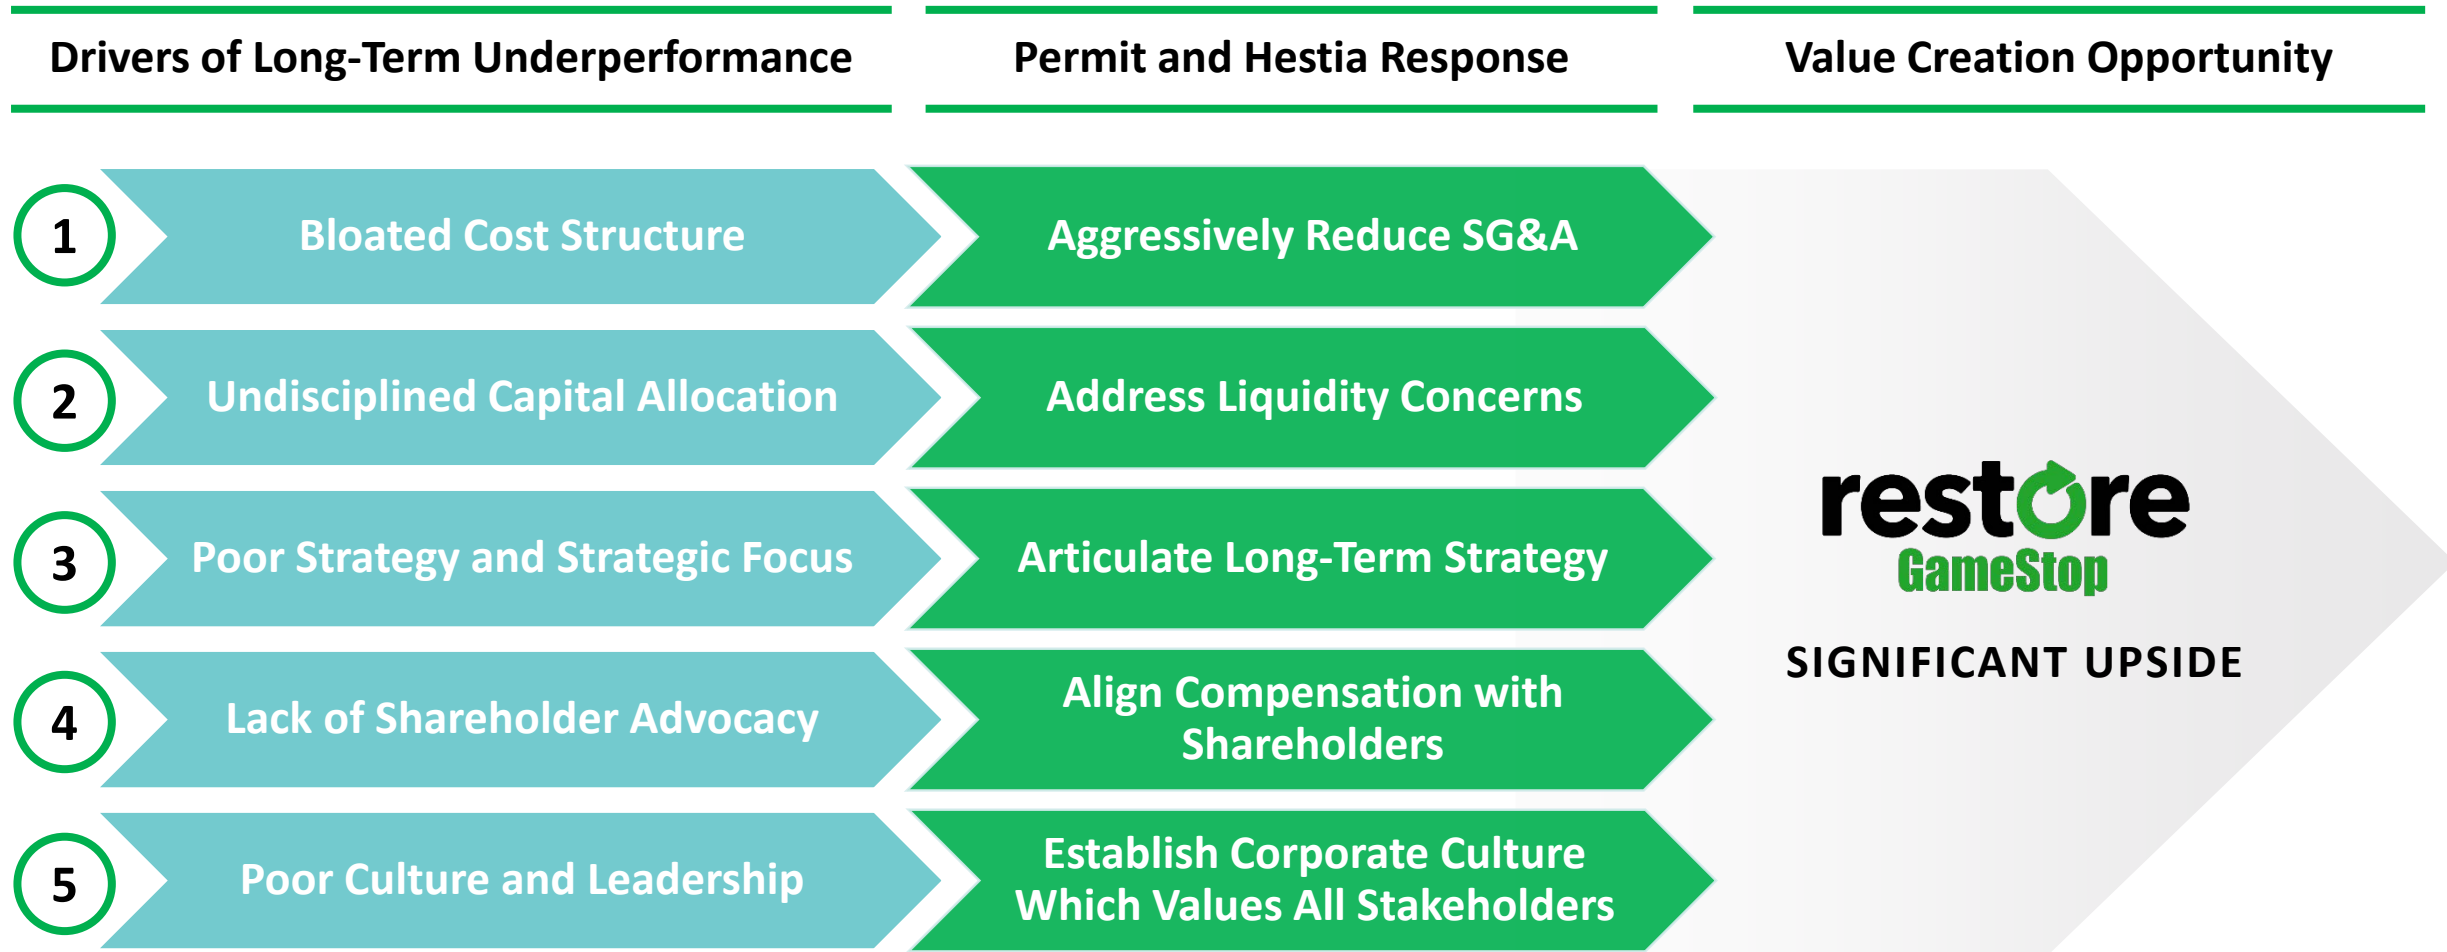 Drivers of Long-Term Underperformance
Permit and Hestia Response
Value Creation Opportunity
1
Bloated Cost Structure
Aggressively Reduce SG&A
2
Undisciplined Capital Allocation
Address Liquidity Concerns
3
Poor Strategy and Strategic Focus
Articulate Long-Term Strategy
4
Lack of Shareholder Advocacy
Align Compensation with
Shareholders
5
Poor Culture and Leadership
Establish Corporate Culture
Which Values All Stakeholders
restore
GameStop
SIGNIFICANT UPSIDE